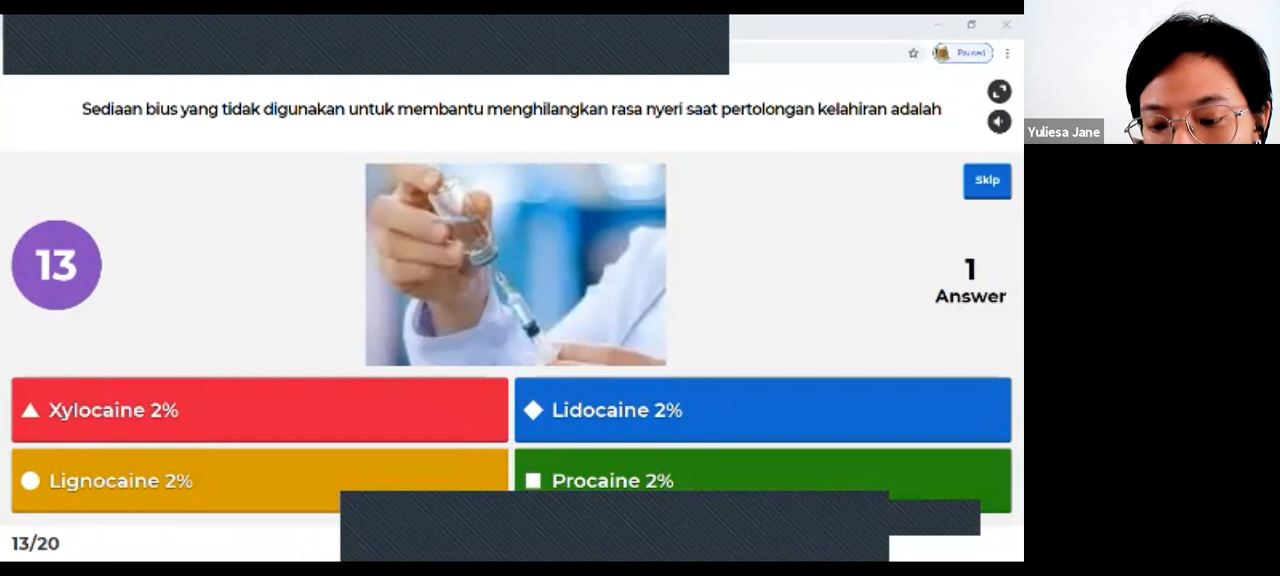 Paused
Sediaan bius yang tidak digunakan untuk membantu menghilangkan rasa nyeri saat pertolongan kelahiran adalah
Yuliesa Jane
Skip
13
1
Answer
Xylocaine 2%
Lidocaine 2%
Lignocaine 2%
Procaine 2%
13/20